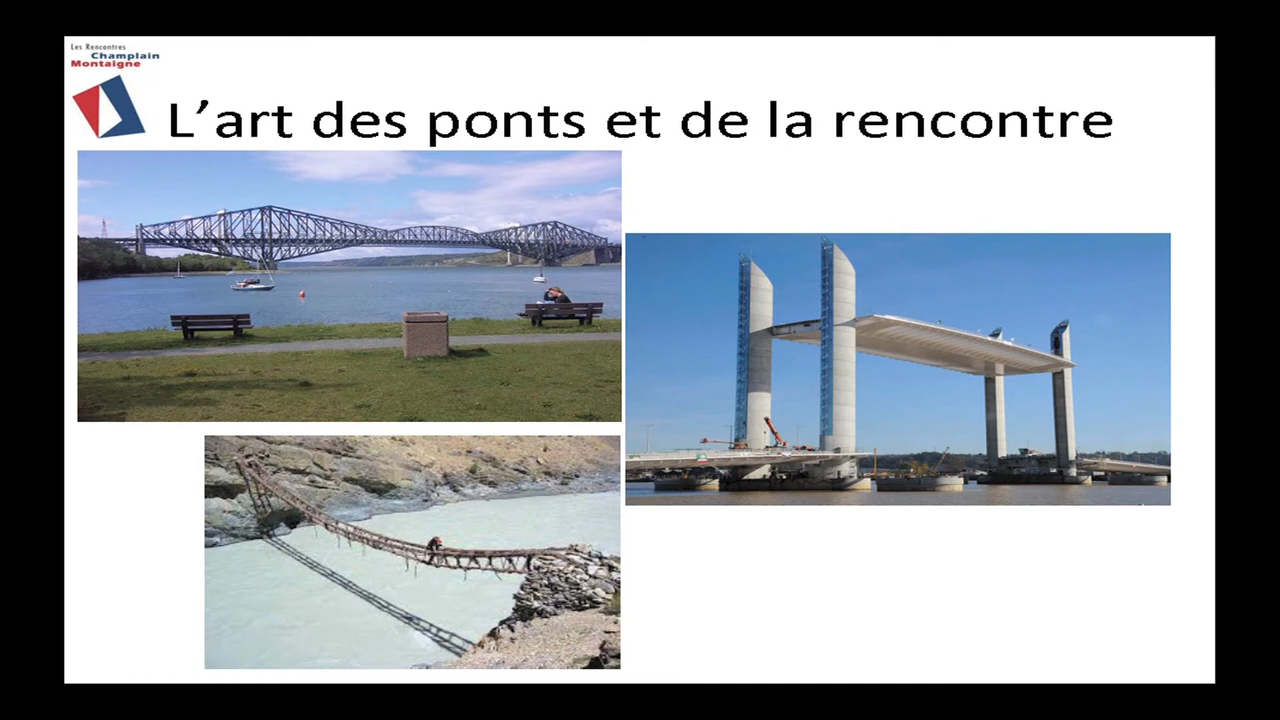 Les Rencontres
Champlain
Montaigne
L'art des ponts et de la rencontre